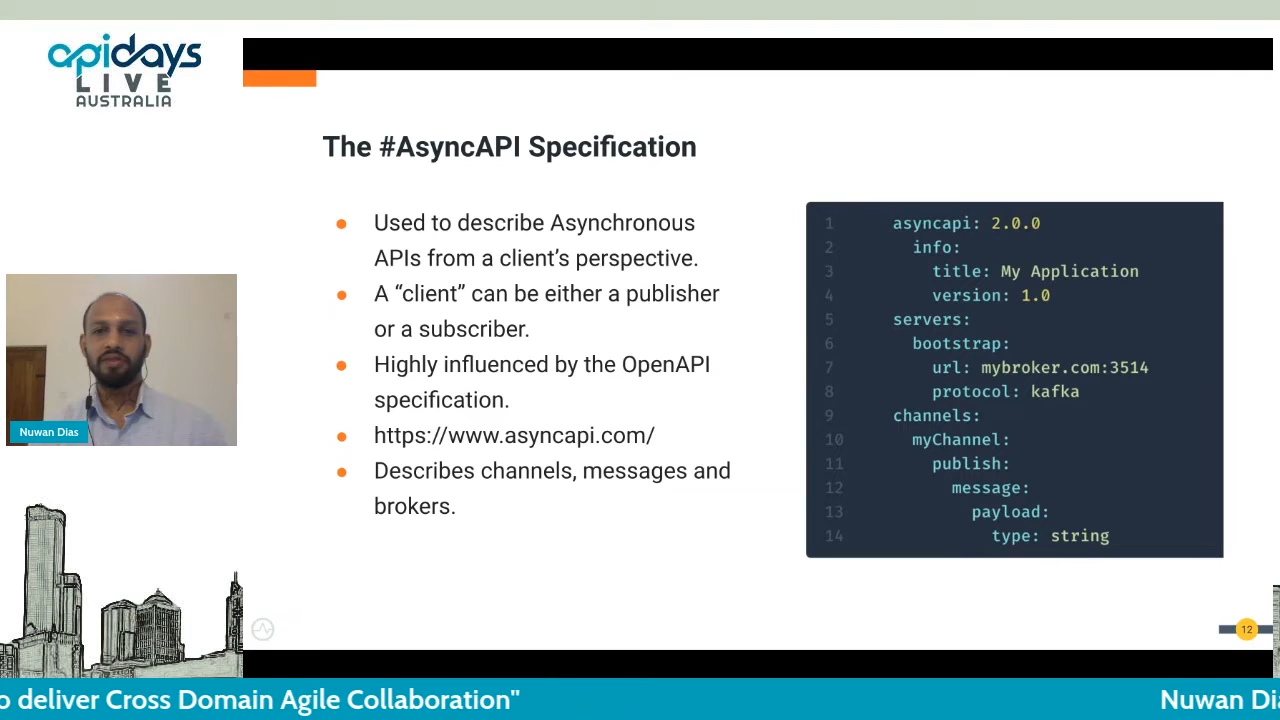 apidays
LIVE
AUSTRALIA
The #AsyncAPI Specification
● Used to describe Asynchronous
APIs from a client’s perspective.
● A “client” can be either a publisher
or a subscriber.
● Highly influenced by the OpenAPI
specification.
● https://www.asyncapi.com/
● Describes channels, messages and
brokers.
1 asyncapi: 2.0.0
2 info:
3 title: My Application
4 version: 1.0
5 servers:
6 bootstrap:
7 url: mybroker.com:3514
8 protocol: kafka
9 channels:
10 myChannel:
11 publish:
12 message:
13 payload:
14 type: string
Nuwan Dias
12
o deliver Cross Domain Agile Collaboration"
Nuwan Dia